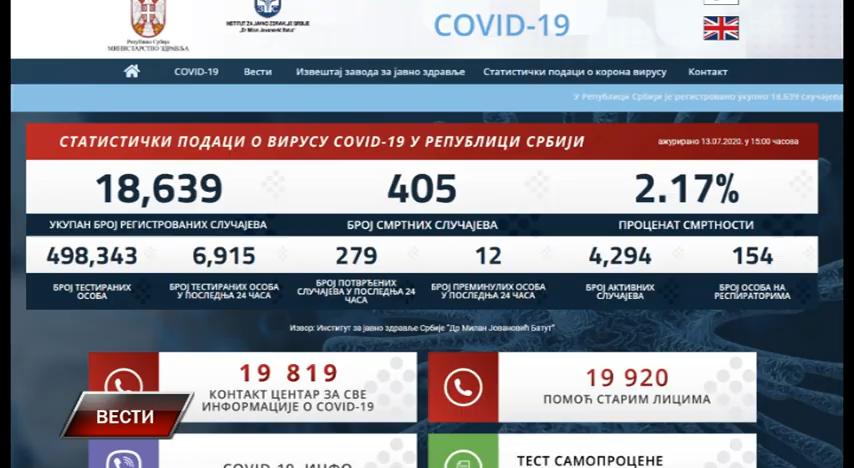 Република Србија
МИНИСТАРСТВО ЗДРАВЉА
ИНСТИТУТ ЗА ЈАВНО ЗДРАВЉЕ СРБИЈЕ
„Др Милан Јовановић Батут”
COVID-19
COVID-19 Вести Извештај завода за јавно здравље Статистички подаци о корона вирусу Контакт
У Републици Србији је регистровано укупно 18.639 случајева
СТАТИСТИЧКИ ПОДАЦИ О ВИРУСУ COVID-19 У РЕПУБЛИЦИ СРБИЈИ
ажурирано 13.07.2020. у 15:00 часова
18,639 405 2.17%
УКУПАН БРОЈ РЕГИСТРОВАНИХ СЛУЧАЈЕВА БРОЈ СМРТНИХ СЛУЧАЈЕВА ПРОЦЕНАТ СМРТНОСТИ
498,343 6,915 279 12 4,294 154
БРОЈ ТЕСТИРАНИХ ОСОБА
БРОЈ ТЕСТИРАНИХ ОСОБА У ПОСЛЕДЊА 24 ЧАСА
БРОЈ ПОТВРЂЕНИХ СЛУЧАЈЕВА У ПОСЛЕДЊА 24 ЧАСА
БРОЈ ПРЕМИНУЛИХ ОСОБА У ПОСЛЕДЊА 24 ЧАСА
БРОЈ АКТИВНИХ СЛУЧАЈЕВА
БРОЈ ОСОБА НА РЕСПИРАТОРИМА
Извор: Институт за јавно здравље Србије "Др Милан Јовановић Батут"
19 819
КОНТАКТ ЦЕНТАР ЗА СВЕ
ИНФОРМАЦИЈЕ О COVID-19
19 920
ПОМОЋ СТАРИМ ЛИЦИМА
ВЕСТИ
COVID-19 ИНФО
ТЕСТ САМОПРОЦЕНЕ